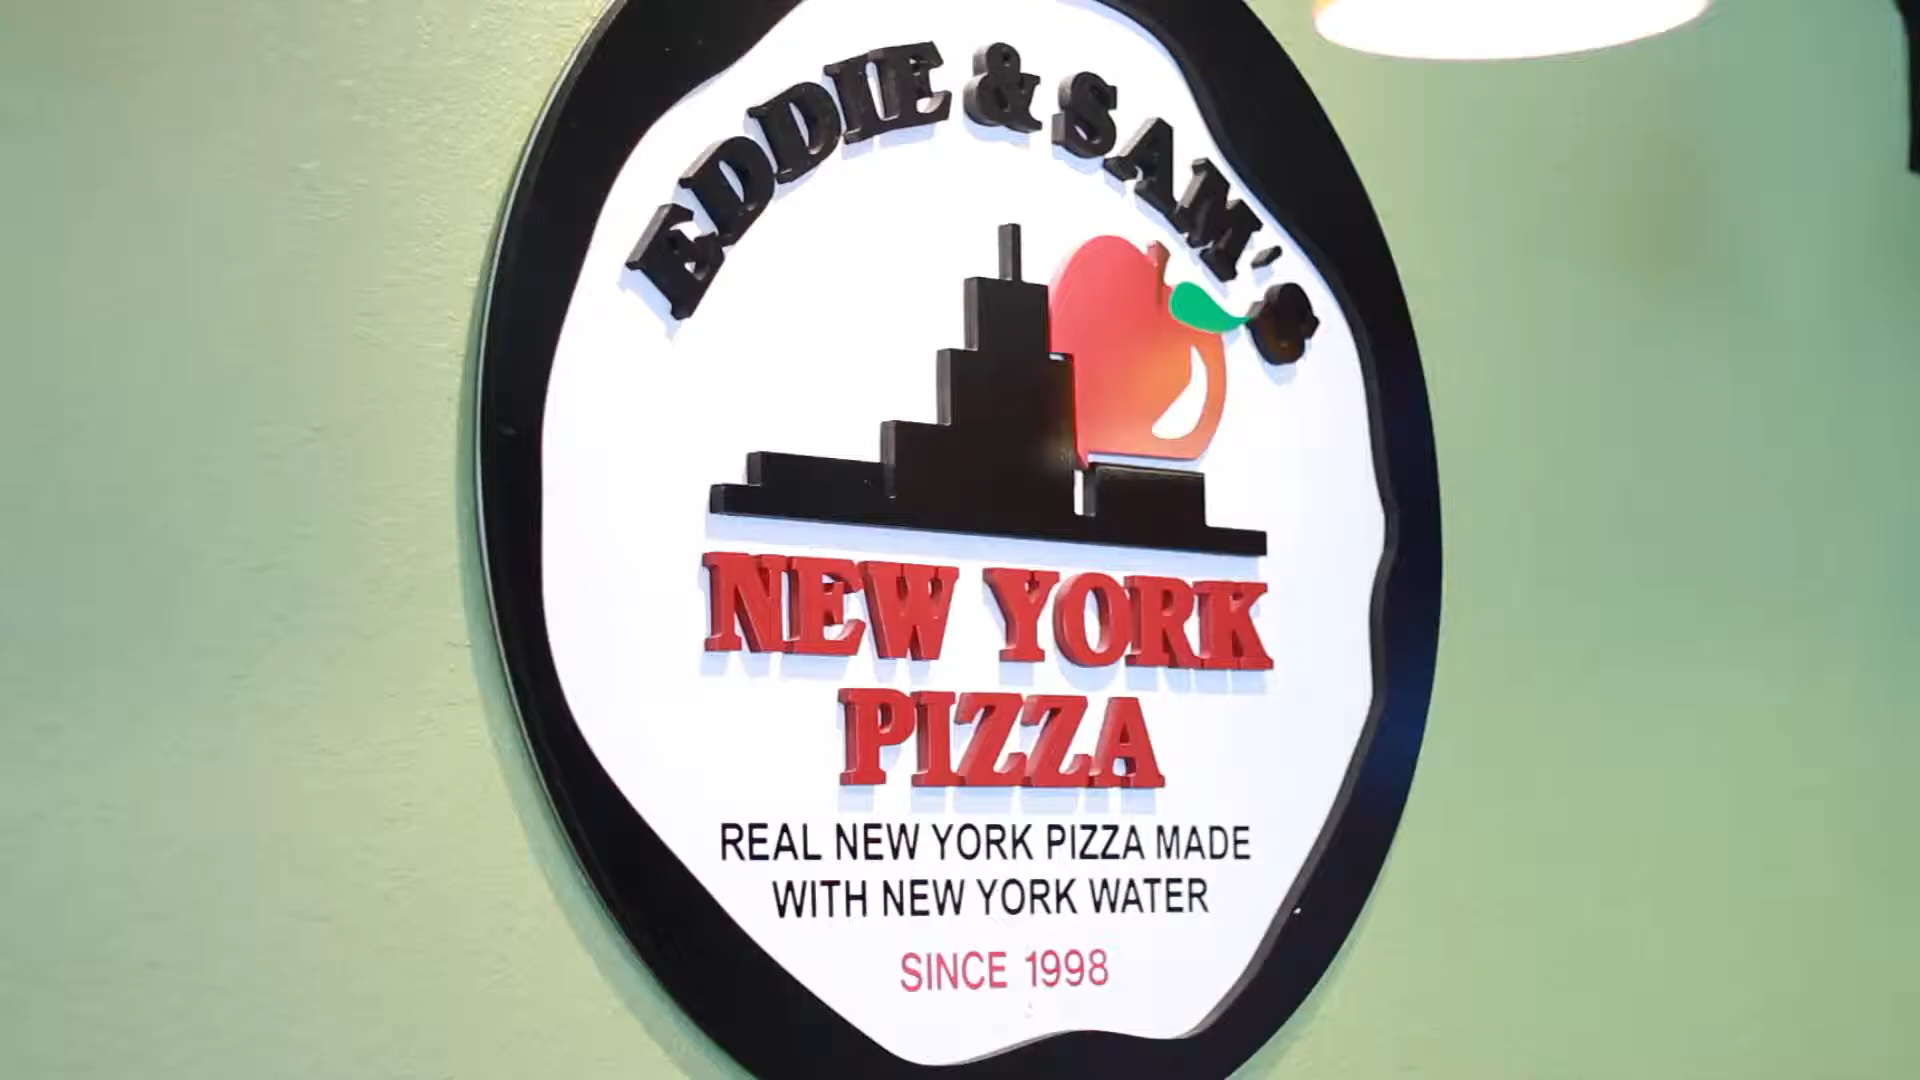 EDDIE & SAM'S
NEW YORK
PIZZA
REAL NEW YORK PIZZA MADE
WITH NEW YORK WATER
SINCE 1998